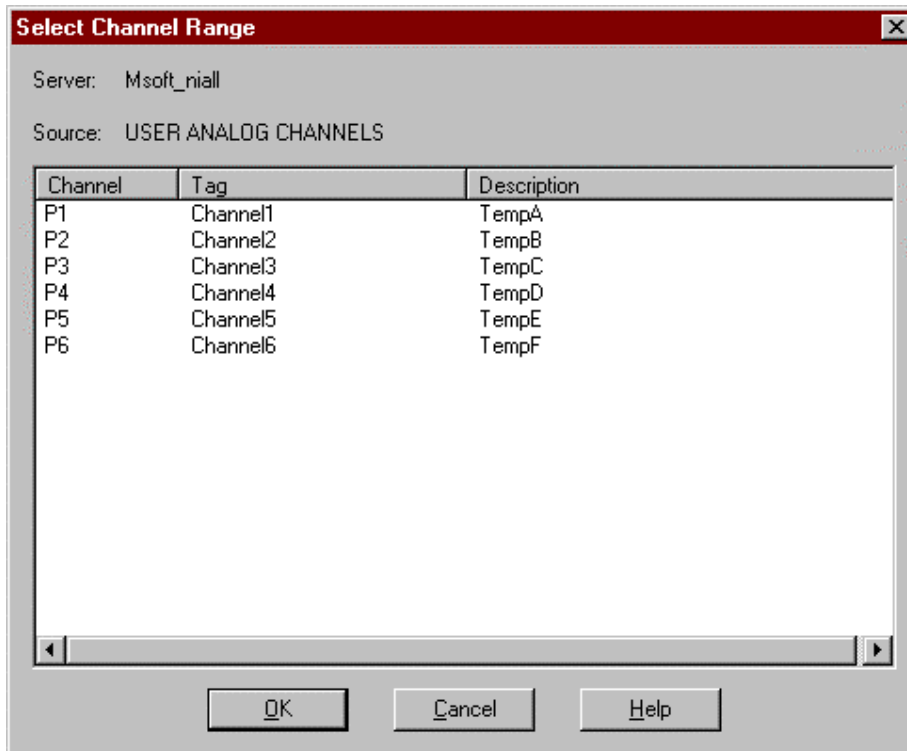 Select Channel Range
Server: Msoft_niall
Source: USER ANALOG CHANNELS
Channel Tag Description
P1 Channel1 TempA
P2 Channel2 TempB
P3 Channel3 TempC
P4 Channel4 TempD
P5 Channel5 TempE
P6 Channel6 TempF
OK Cancel Help